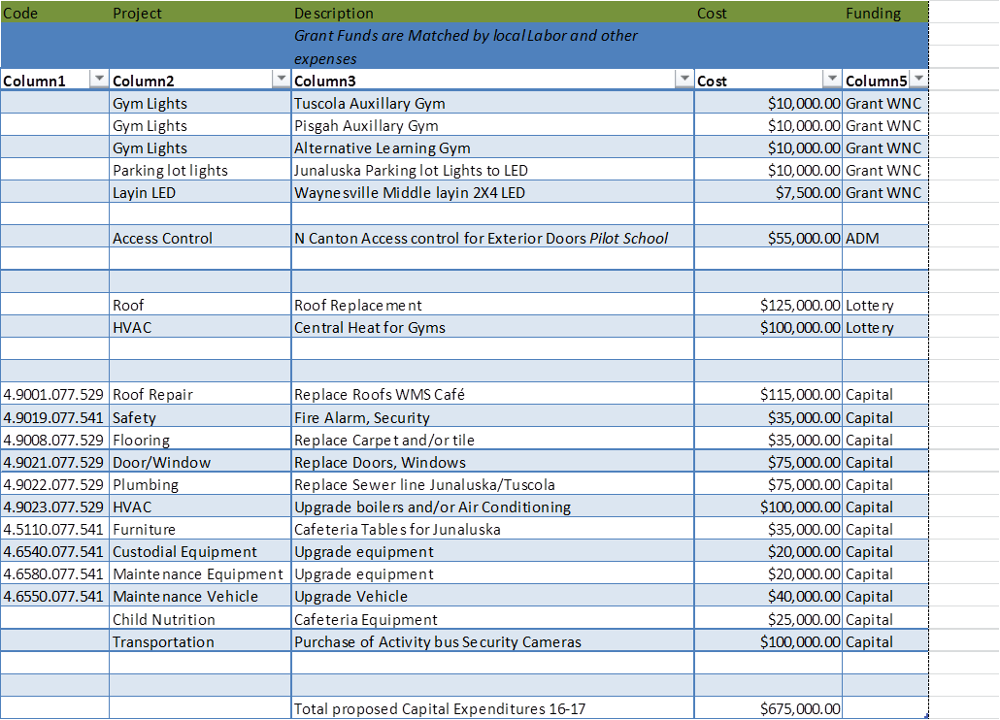 Code Project Description Cost Funding
Grant Funds are Matched by local Labor and other
expenses
Column1 Column2 Column3 Cost Column5
Gym Lights Tuscola Auxillary Gym $10,000.00 Grant WNC
Gym Lights Pisgah Auxillary Gym $10,000.00 Grant WNC
Gym Lights Alternative Learning Gym $10,000.00 Grant WNC
Parking lot lights Junaluska Parking lot Lights to LED $10,000.00 Grant WNC
Layin LED Waynesville Middle layin 2X4 LED $7,500.00 Grant WNC
Access Control N Canton Access control for Exterior Doors Pilot School $55,000.00 ADM
Roof Roof Replacement $125,000.00 Lottery
HVAC Central Heat for Gyms $100,000.00 Lottery
4.9001.077.529 Roof Repair Replace Roofs WMS Café $115,000.00 Capital
4.9019.077.541 Safety Fire Alarm, Security $35,000.00 Capital
4.9008.077.529 Flooring Replace Carpet and/or tile $35,000.00 Capital
4.9021.077.529 Door/Window Replace Doors, Windows $75,000.00 Capital
4.9022.077.529 Plumbing Replace Sewer line Junaluska/Tuscola $75,000.00 Capital
4.9023.077.529 HVAC Upgrade boilers and/or Air Conditioning $100,000.00 Capital
4.5110.077.541 Furniture Cafeteria Tables for Junaluska $35,000.00 Capital
4.6540.077.541 Custodial Equipment Upgrade equipment $20,000.00 Capital
4.6580.077.541 Maintenance Equipment Upgrade equipment $20,000.00 Capital
4.6550.077.541 Maintenance Vehicle Upgrade Vehicle $40,000.00 Capital
Child Nutrition Cafeteria Equipment $25,000.00 Capital
Transportation Purchase of Activity bus Security Cameras $100,000.00 Capital
Total proposed Capital Expenditures 16-17 $675,000.00